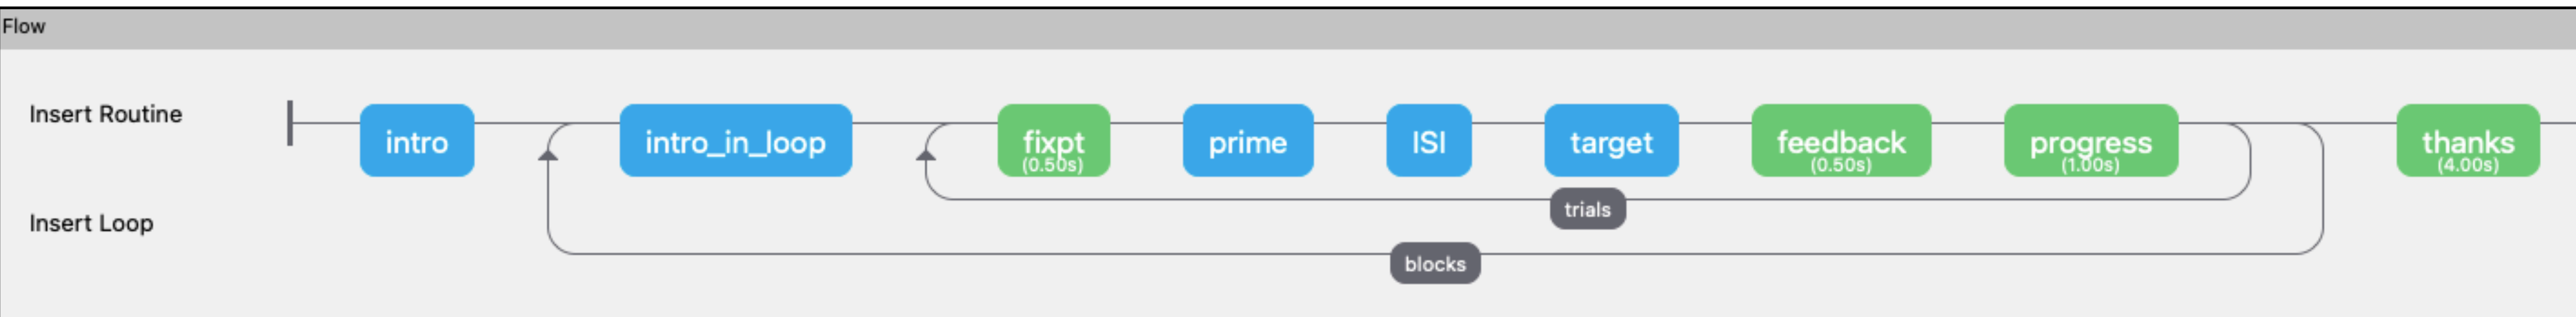 Flow
Insert Routine
intro
intro_in_loop
fixpt
(0.50s)
prime
ISI
target
feedback
(0.50s)
progress
(1.00s)
thanks
(4.00s)
trials
Insert Loop
blocks